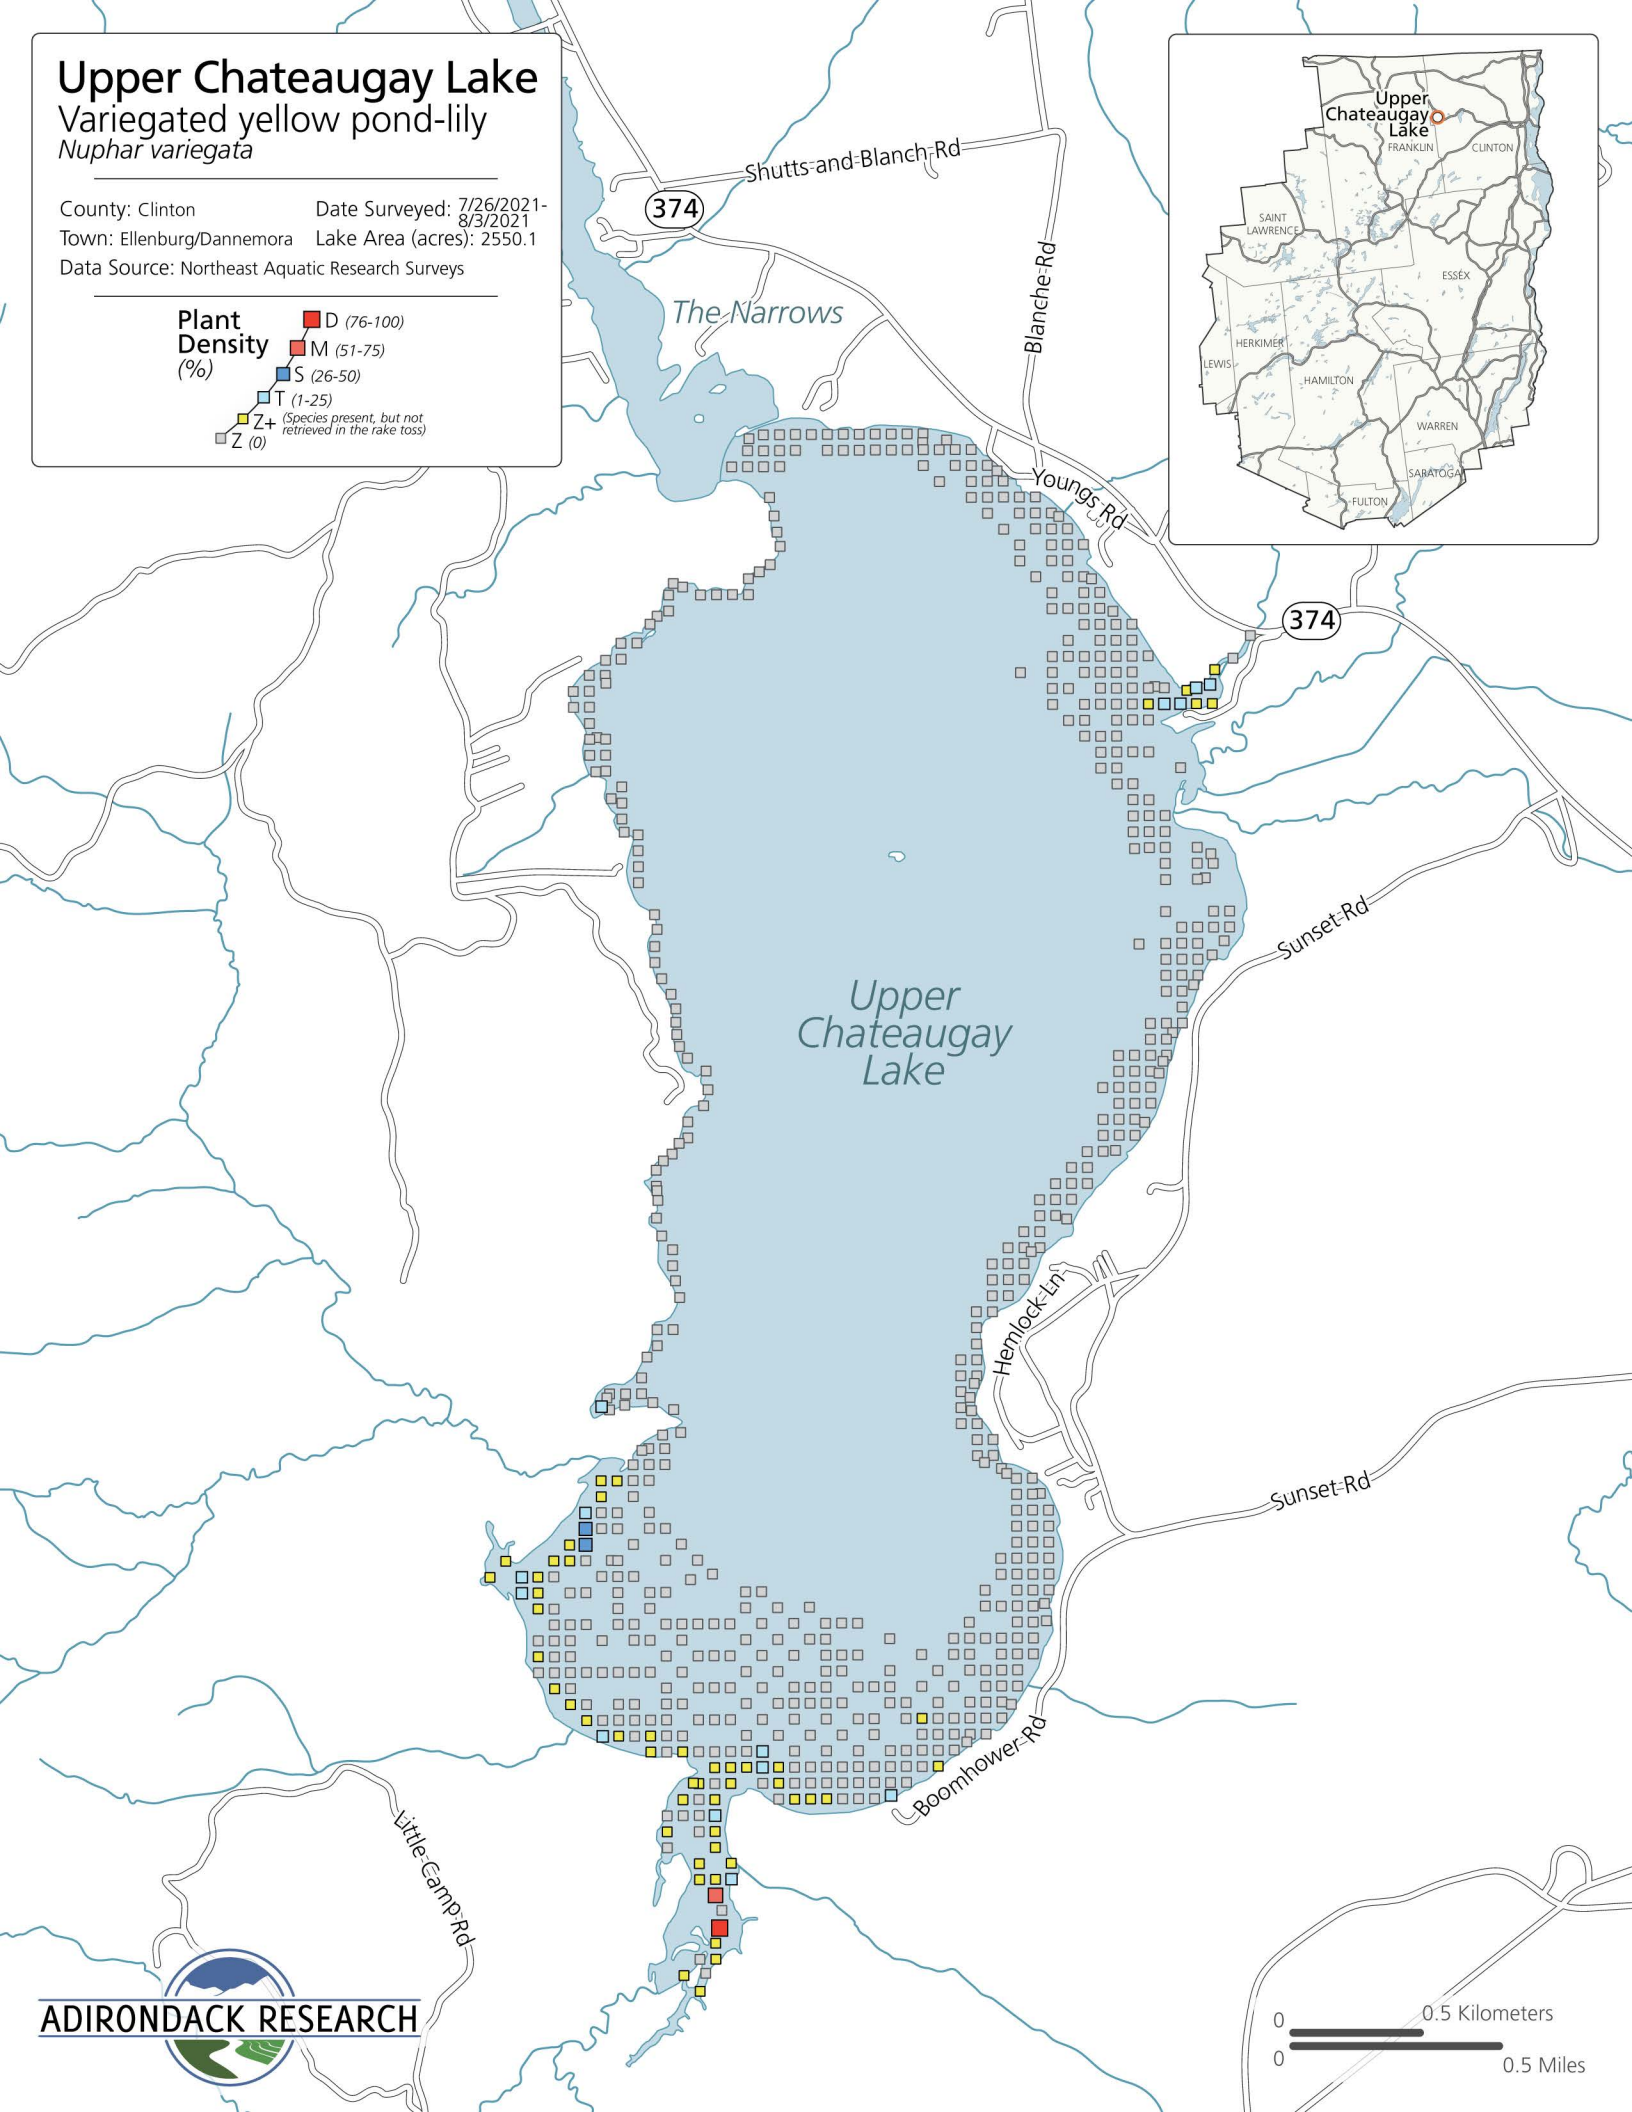 Upper Chateaugay Lake
Variegated yellow pond-lily
Nuphar variegata
County: Clinton
Date Surveyed: 7/26/2021-
8/3/2021
Town: Ellenburg/Dannemora
Lake Area (acres): 2550.1
Data Source: Northeast Aquatic Research Surveys
Plant
Density
(%)
D (76-100)
M (51-75)
S (26-50)
T (1-25)
Z+ (Species present, but not
retrieved in the rake toss)
Z (0)
Upper
Chateaugay
Lake
FRANKLIN
CLINTON
SAINT
LAWRENCE
ESSEX
HERKIMER
LEWIS
HAMILTON
WARREN
SARATOGA
FULTON
Shutts-and-Blanch-Rd
374
The Narrows
Blanche-Rd
Youngs Rd
374
Sunset-Rd
Upper
Chateaugay
Lake
Hemlock-Ln
Sunset-Rd
Boomhower-Rd
Little-Camp-Rd
ADIRONDACK RESEARCH
0
0.5 Kilometers
0
0.5 Miles